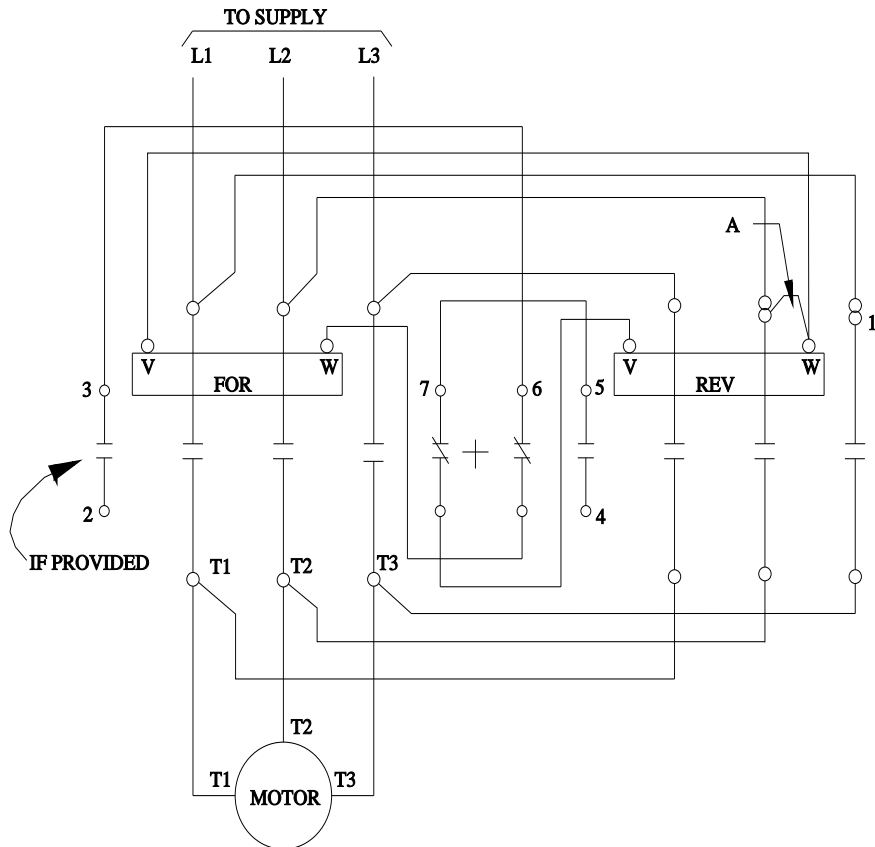 TO SUPPLY
L1 L2 L3
A
1
V W V W
FOR REV
3 7 6 5
2 4
IF PROVIDED
T1 T2 T3
T2
T1 T3
MOTOR